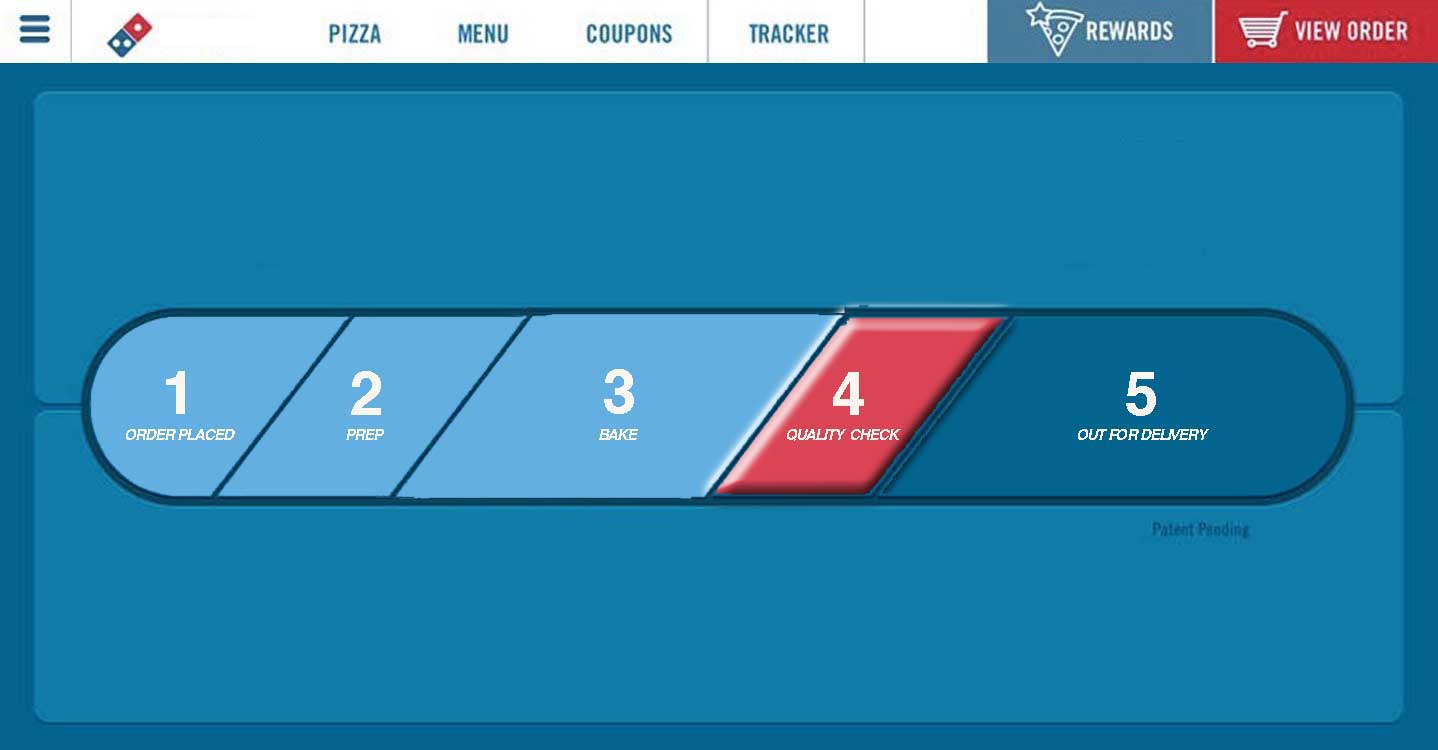 PIZZA MENU COUPONS TRACKER REWARDS VIEW ORDER
1 2 3 4 5
ORDER PLACED PREP BAKE QUALITY CHECK OUT FOR DELIVERY
Patent Pending